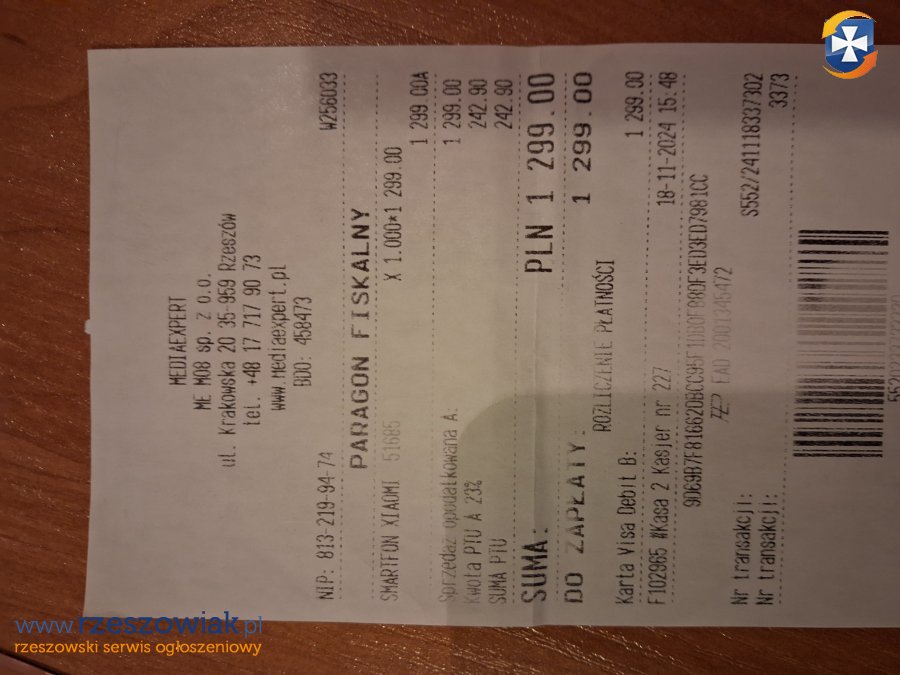 MEDIAEXPERT
ME M08 sp. z o.o.
ul. Krakowska 20 35-959 Rzeszów
tel. +48 17 717 90 73
www.Mediaexpert.pl
BDO: 458473
NIP: 813-219-94-74 W256033
PARAGON FISKALNY
SMARTFON XIAOMI 51685 X 1.000*1 299.00
1 299.00A
Sprzedaż opodatkowana A: 1 299.00
Kwota PTU A 23% 242.90
SUMA PTU 242.90
SUMA: PLN 1 299.00
DO ZAPŁATY: 1 299.00
ROZLICZENIE PŁATNOŚCI
Karta Visa Debit B: 1 299.00
F102965 #Kasa 2 Kasjer nr 227 18-11-2024 15:48
EAD 2001345472
Nr transakcji: S552/241118337302
Nr transakcji: 3373
www.rzeszowiak.pl
rzeszowski serwis ogłoszeniowy